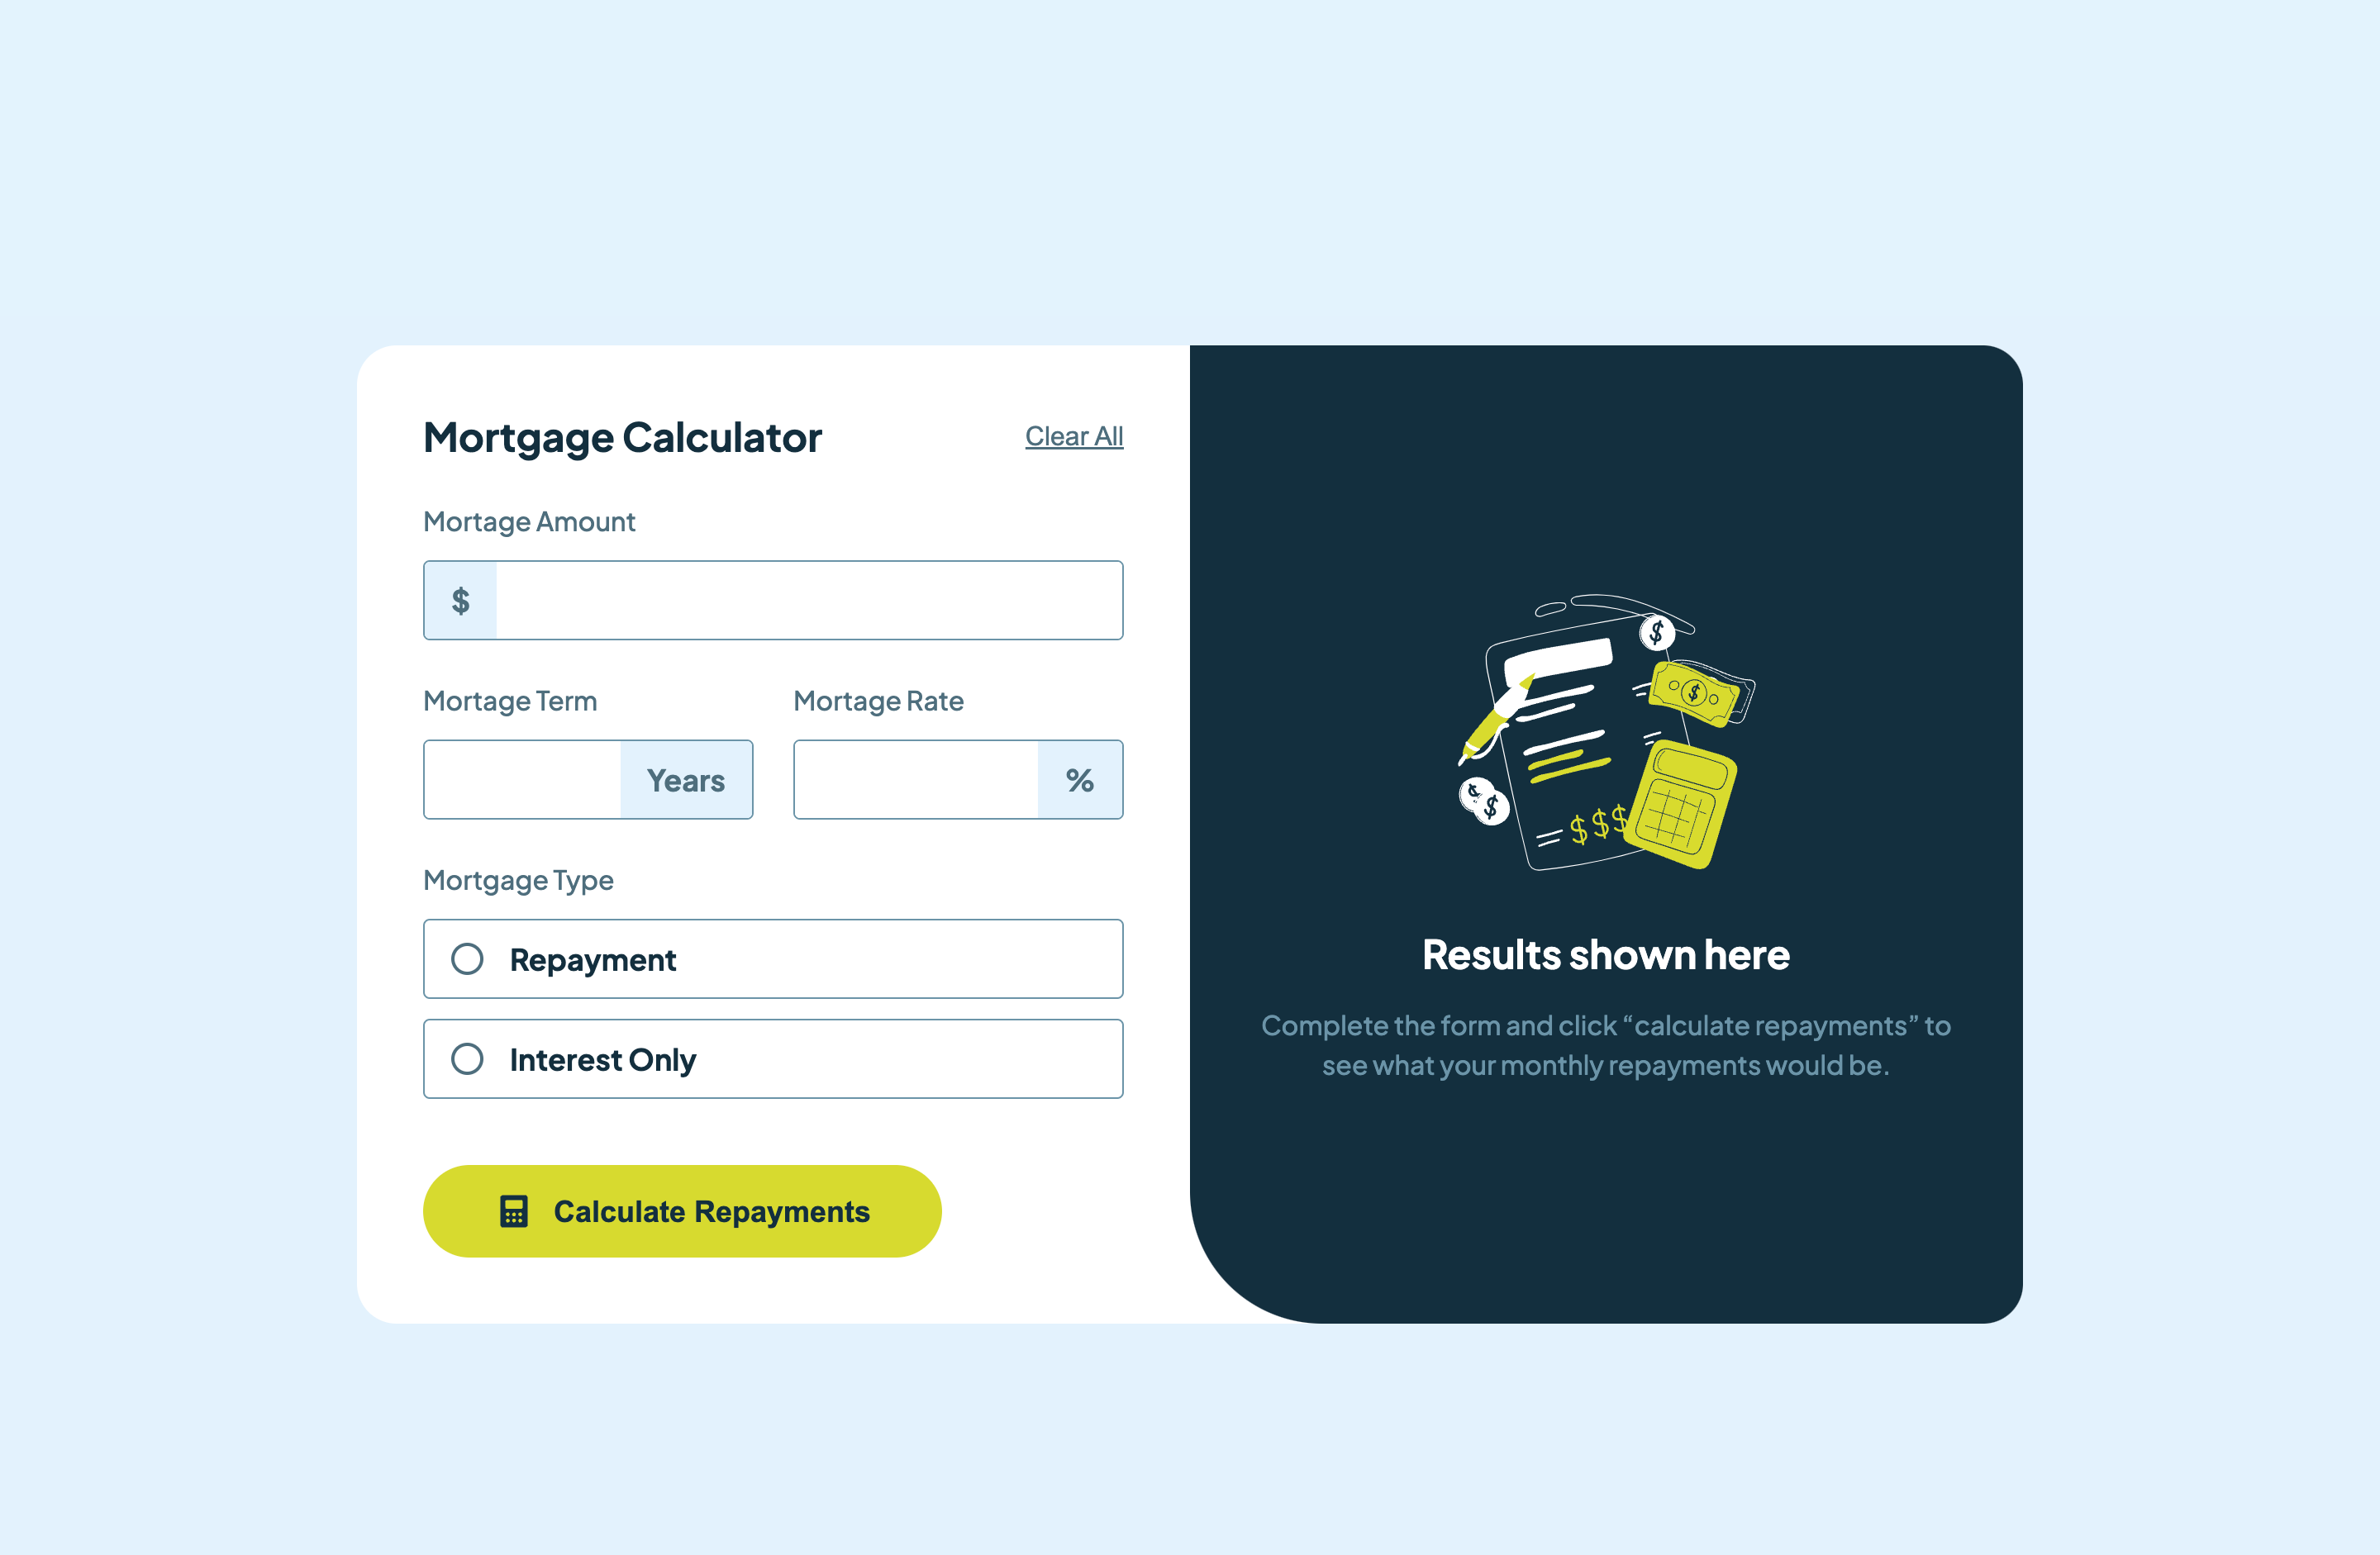 Mortgage Calculator
Clear All
Mortage Amount
$
Mortage Term
Mortage Rate
Years
%
Mortgage Type
Repayment
Interest Only
Calculate Repayments
$
$
$
$
$$$
Results shown here
Complete the form and click “calculate repayments” to
see what your monthly repayments would be.